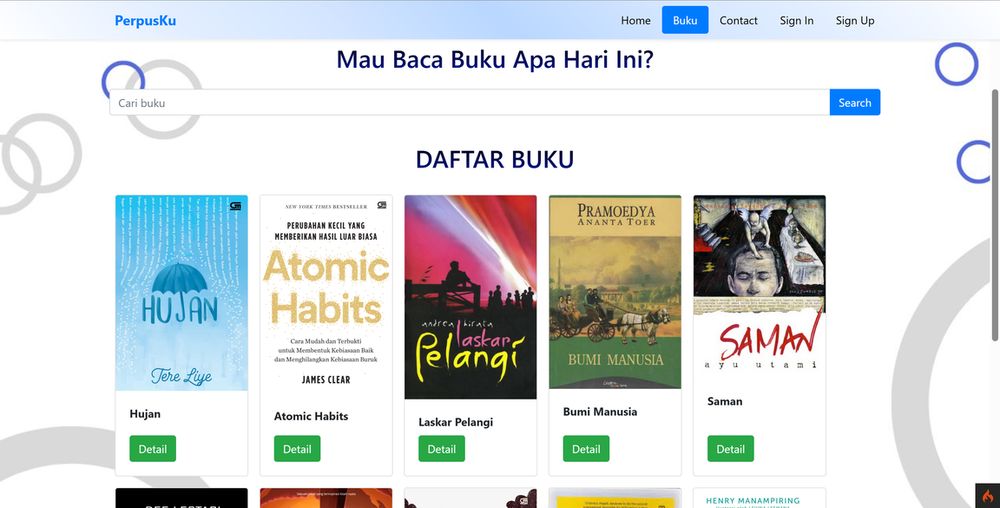 PerpusKu
Home
Buku
Contact
Sign In
Sign Up
Mau Baca Buku Apa Hari Ini?
Cari buku
Search
DAFTAR BUKU
HUJAN
Tere Liye
Hujan
Detail
NEW YORK TIMES BESTSELLER
PERUBAHAN KECIL YANG
MEMBERIKAN HASIL LUAR BIASA
Atomic
Habits
Cara Mudah dan Terbukti
untuk Membentuk Kebiasaan Baik
dan Menghilangkan Kebiasaan Buruk
JAMES CLEAR
Atomic Habits
Detail
andrea hirata
laskar
Pelangi
Laskar Pelangi
Detail
PRAMOEDYA
ANANTA TOER
BUMI MANUSIA
Bumi Manusia
Detail
SAMAN
ayu utami
Saman
Detail
HENRY MANAMPIRING